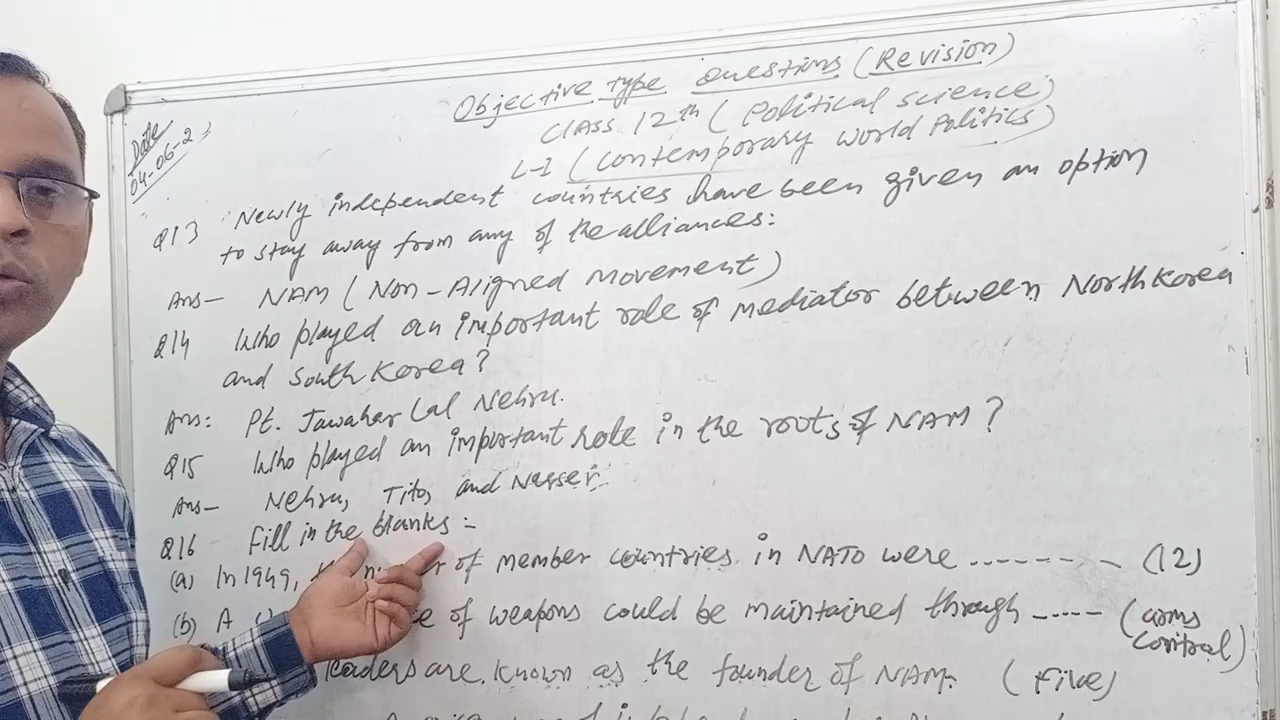 Objective Type Questions (Revision)
Class 12th (Political science)
L-1 (Contemporary world Politics)
Date
04-06-2
Q13 Newly independent countries have been given an option
to stay away from any of the alliances:
Ans- NAM (Non-Aligned Movement)
Q14 Who played an important role of mediator between North Korea
and South Korea?
Ans: Pt. Jawahar Lal Nehru.
Q15 Who played an important role in the roots of NAM?
Ans- Nehru, Tito, and Nasser.
Q16 Fill in the blanks:-
(a) In 1949, of member countries in NATO were ------- (12)
(b) A of weapons could be maintained through ----- (arms
control)
leaders are known as the founder of NAM. (Five)